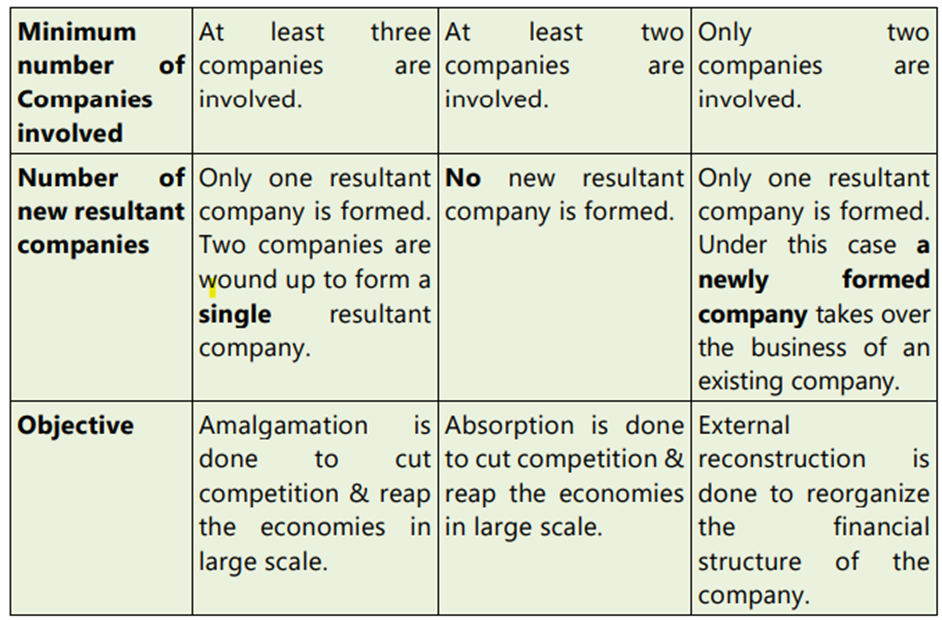 Minimum
number of
Companies
involved
At least three
companies are
involved.
At least two
companies are
involved.
Only two
companies are
involved.
Number of
new resultant
companies
Only one resultant
company is formed.
Two companies are
wound up to form a
single resultant
company.
No new resultant
company is formed.
Only one resultant
company is formed.
Under this case a
newly formed
company takes over
the business of an
existing company.
Objective
Amalgamation is
done to cut
competition & reap
the economies in
large scale.
Absorption is done
to cut competition &
reap the economies
in large scale.
External
reconstruction is
done to reorganize
the financial
structure of the
company.